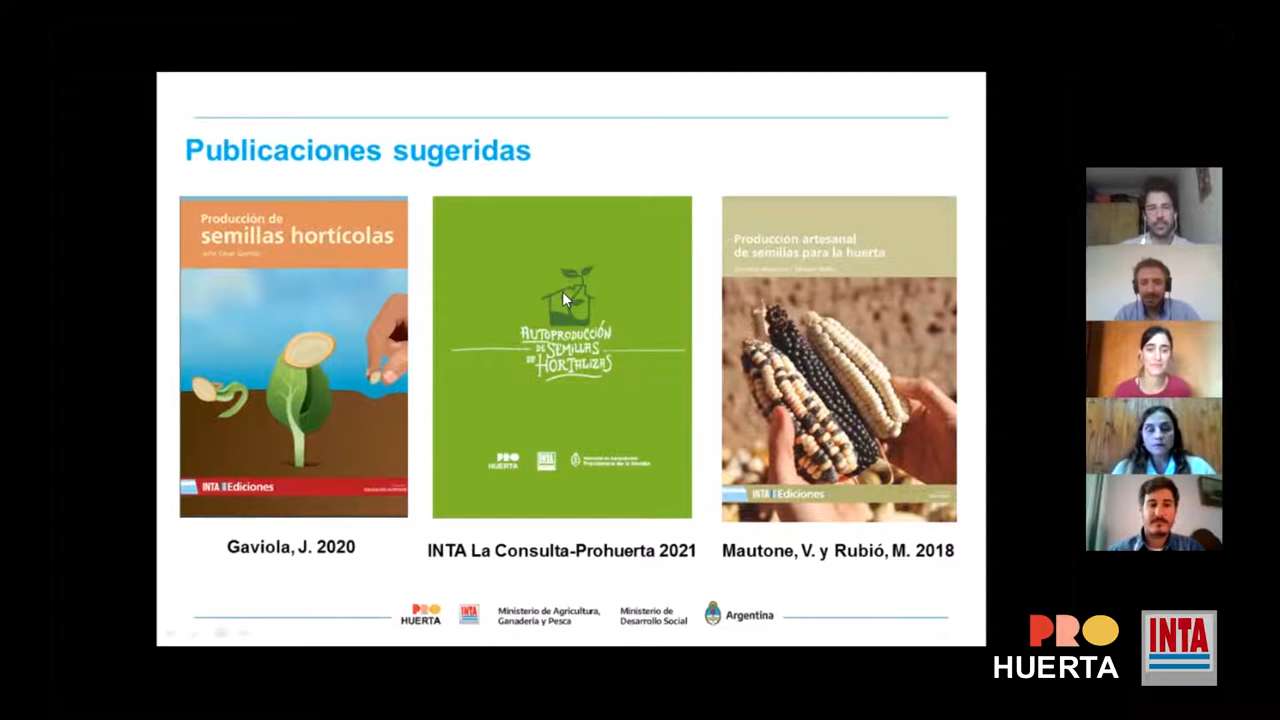 Publicaciones sugeridas
Producción de
semillas hortícolas
INTA Ediciones
Gaviola, J. 2020
AUTOPRODUCCIÓN
DE SEMILLAS
DE HORTALIZAS
PRO
HUERTA
INTA
INTA La Consulta-Prohuerta 2021
Producción artesanal
de semillas para la huerta
INTA Ediciones
Mautone, V. y Rubió, M. 2018
PRO
HUERTA
INTA
Ministerio de Agricultura,
Ganadería y Pesca
Ministerio de
Desarrollo Social
Argentina
PRO
HUERTA
INTA